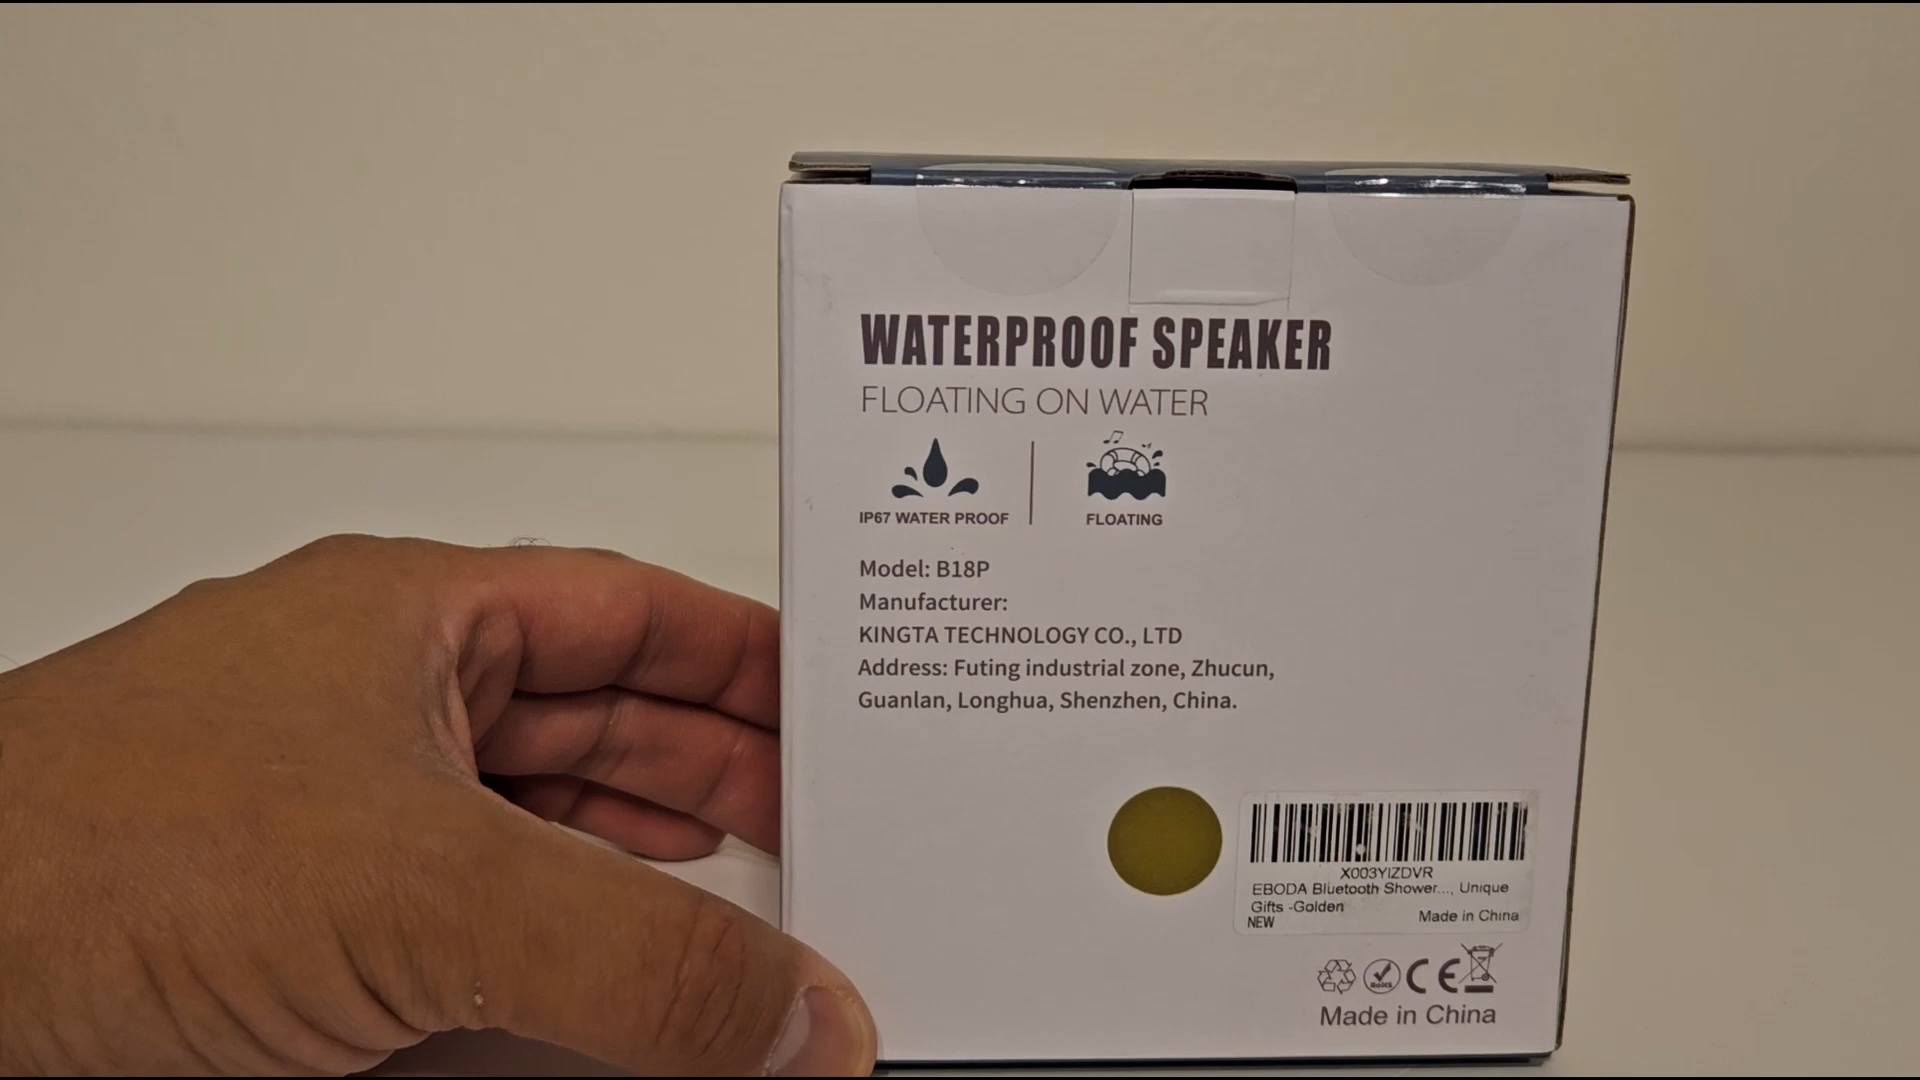 WATERPROOF SPEAKER
FLOATING ON WATER
IP67 WATER PROOF
FLOATING
Model: B18P
Manufacturer:
KINGTA TECHNOLOGY CO., LTD
Address: Futing industrial zone, Zhucun,
Guanlan, Longhua, Shenzhen, China.
X003YIZDVR
EBODA Bluetooth Shower..., Unique
Gifts -Golden
NEW
Made in China
RoHS CE
Made in China